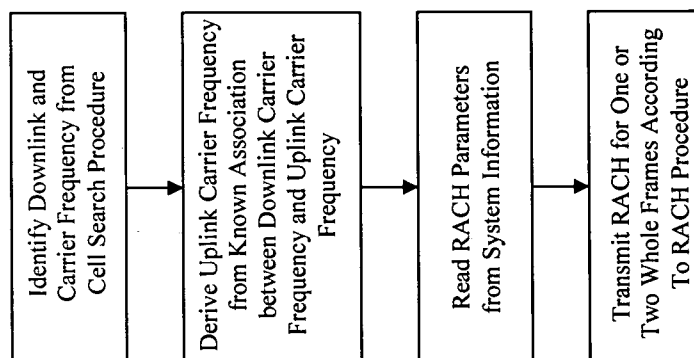 Identify Downlink and
Carrier Frequency from
Cell Search Procedure
Derive Uplink Carrier Frequency
from Known Association
between Downlink Carrier
Frequency and Uplink Carrier
Frequency
Read RACH Parameters
from System Information
Transmit RACH for One or
Two Whole Frames According
To RACH Procedure